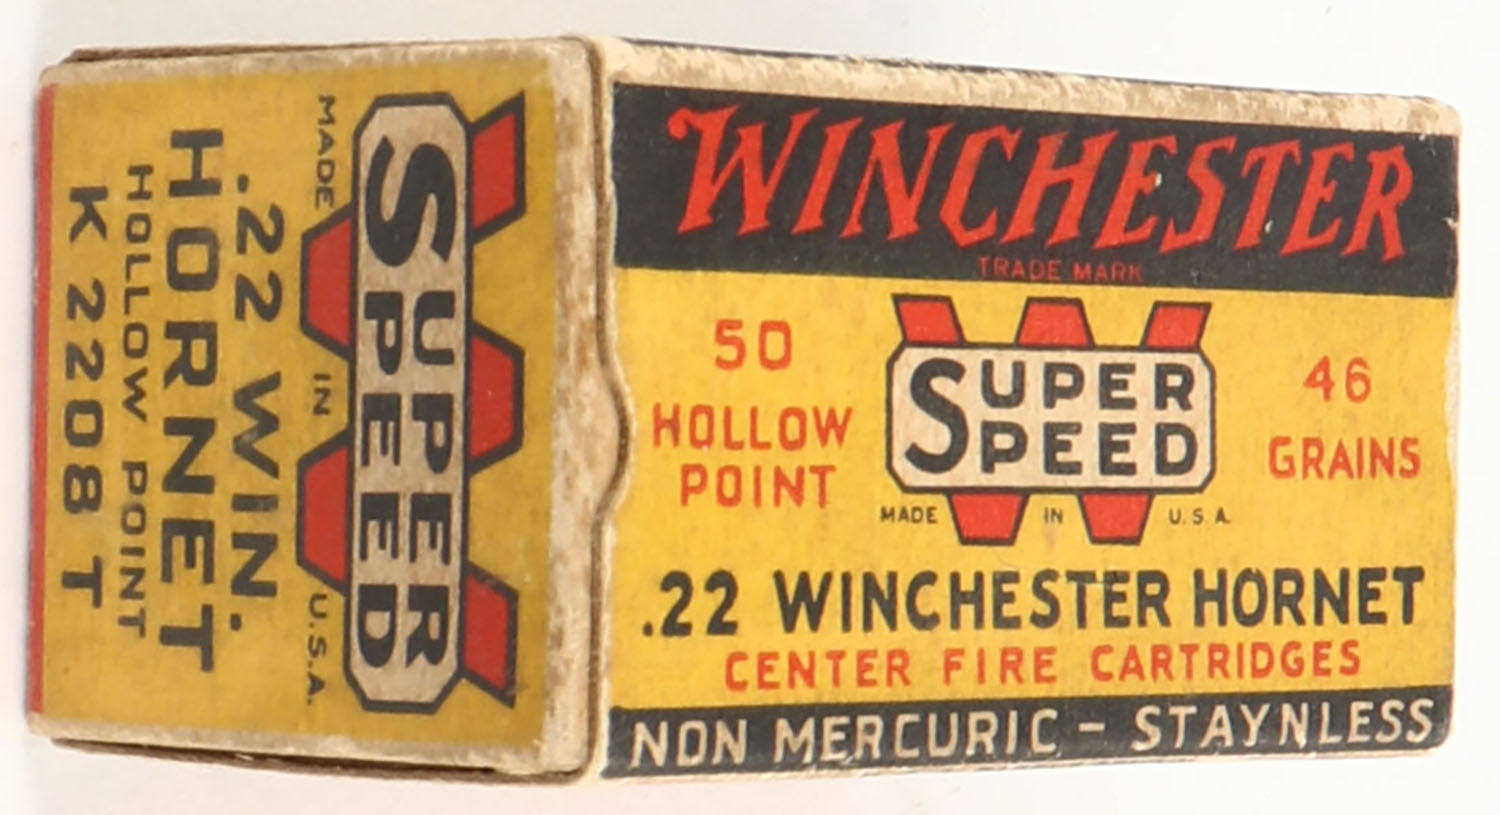 WINCHESTER
TRADE MARK
50
HOLLOW
POINT
SUPER
SPEED
46
GRAINS
MADE IN U.S.A.
.22 WINCHESTER HORNET
CENTER FIRE CARTRIDGES
NON MERCURIC - STAYNLESS
SUPER
SPEED
MADE IN U.S.A.
.22 WIN.
HORNET
HOLLOW POINT
K 2208 T